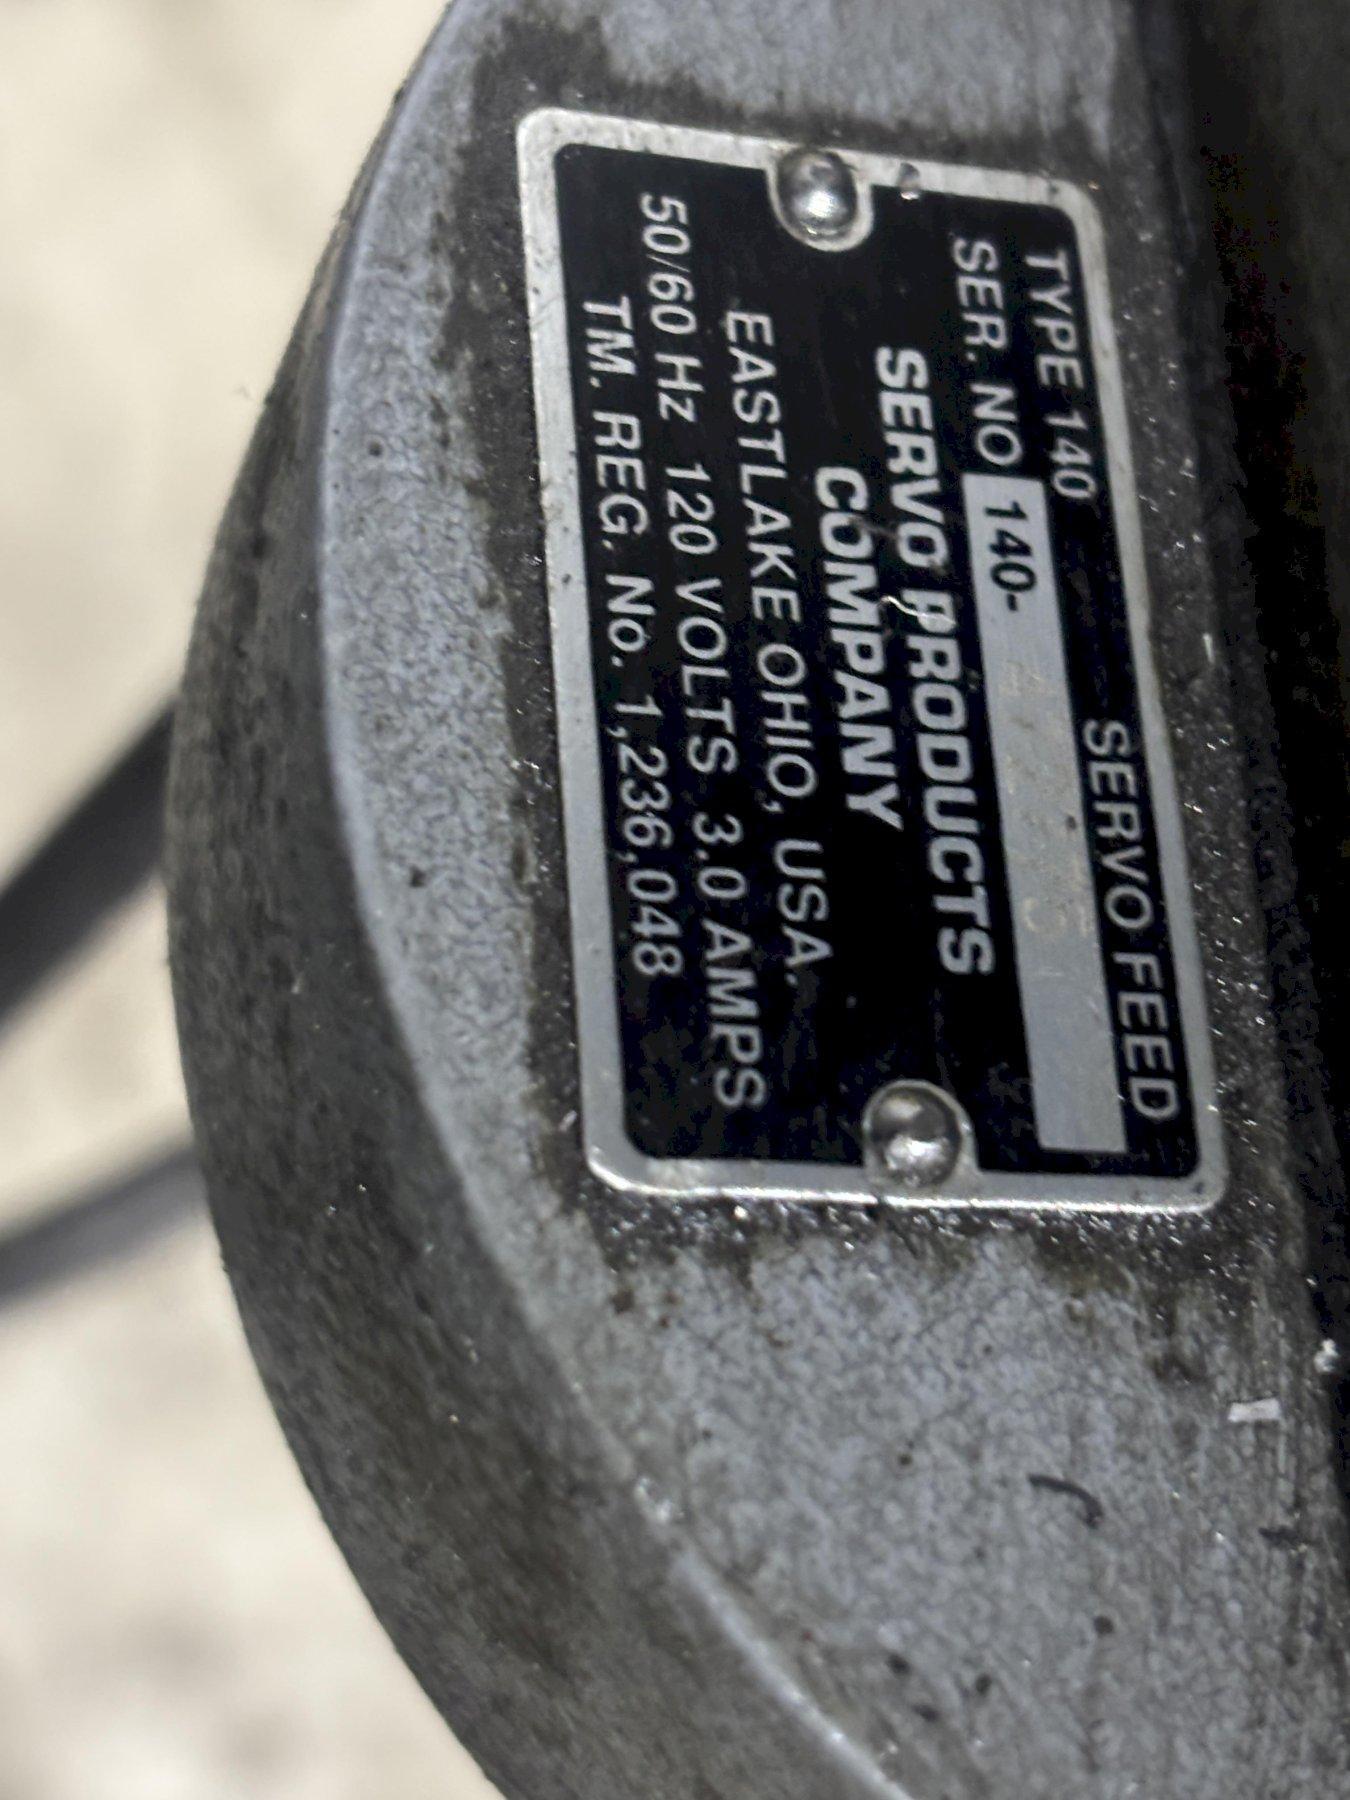 TYPE 140 SERVO FEED
SER. NO 140-
SERVO PRODUCTS
COMPANY
EASTLAKE OHIO, USA.
50/60 Hz 120 VOLTS 3.0 AMPS
TM. REG. No. 1,236,048